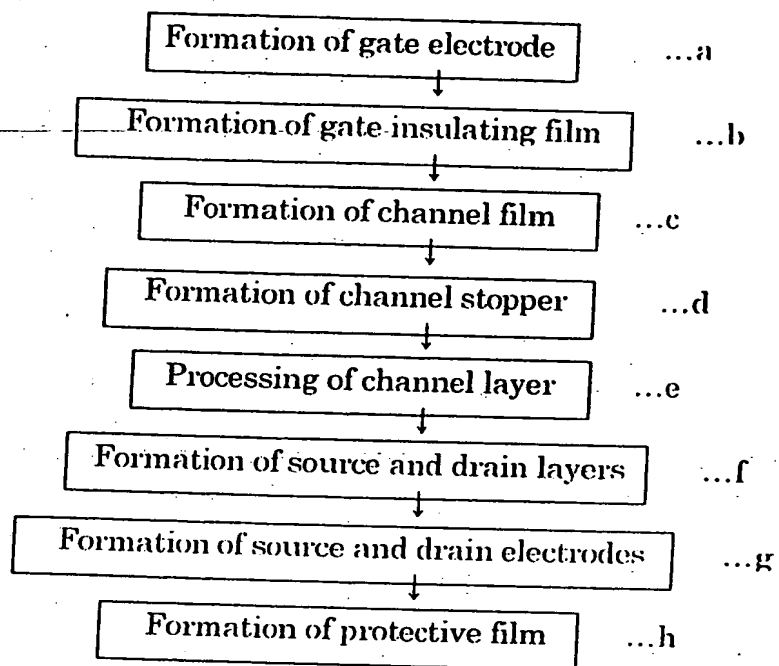 Formation of gate electrode ...a
Formation of gate insulating film ...b
Formation of channel film ...c
Formation of channel stopper ...d
Processing of channel layer ...e
Formation of source and drain layers ...f
Formation of source and drain electrodes ...g
Formation of protective film ...h